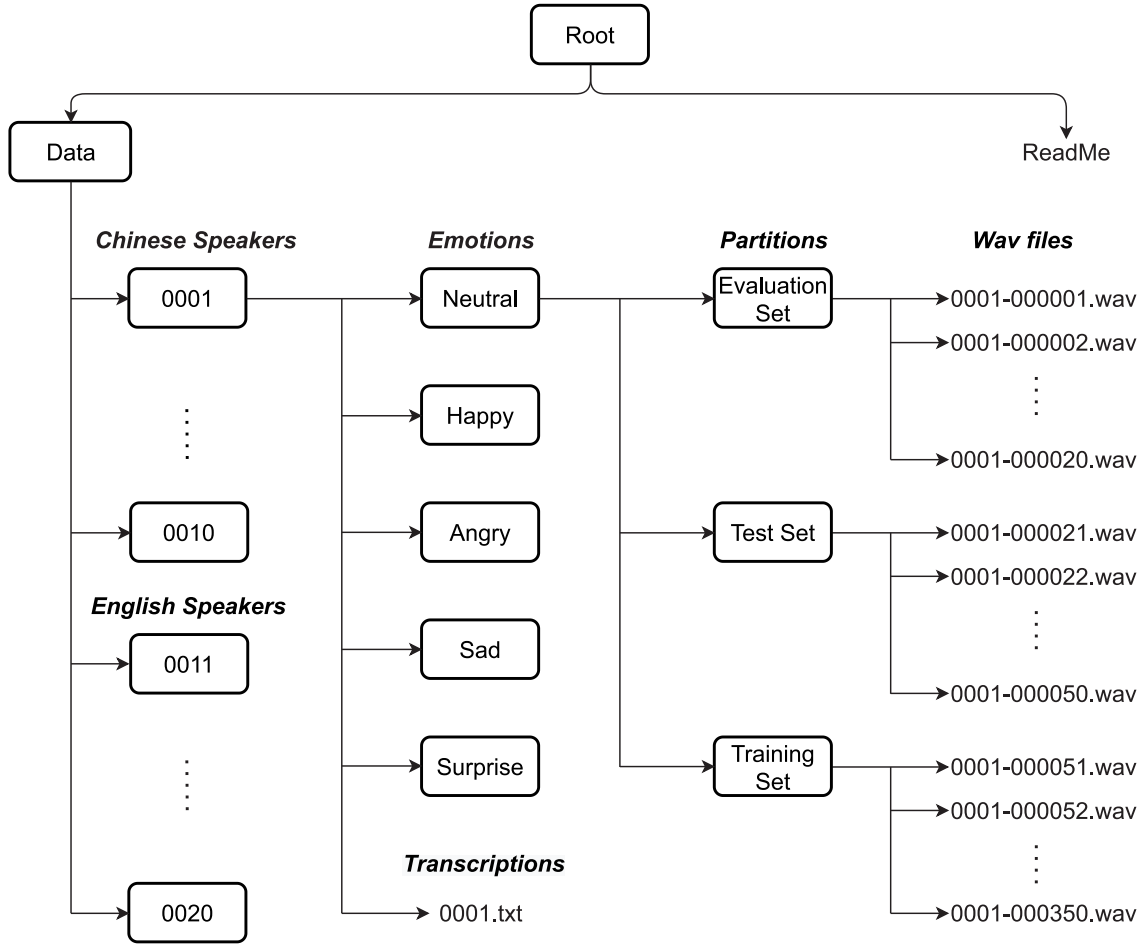 Root
Data
ReadMe
Chinese Speakers
Emotions
Partitions
Wav files
0001
Neutral
Evaluation
Set
0001-000001.wav
0001-000002.wav
Happy
0001-000020.wav
0010
Angry
Test Set
0001-000021.wav
0001-000022.wav
English Speakers
0011
Sad
0001-000050.wav
Surprise
Training
Set
0001-000051.wav
0001-000052.wav
Transcriptions
0020
0001.txt
0001-000350.wav